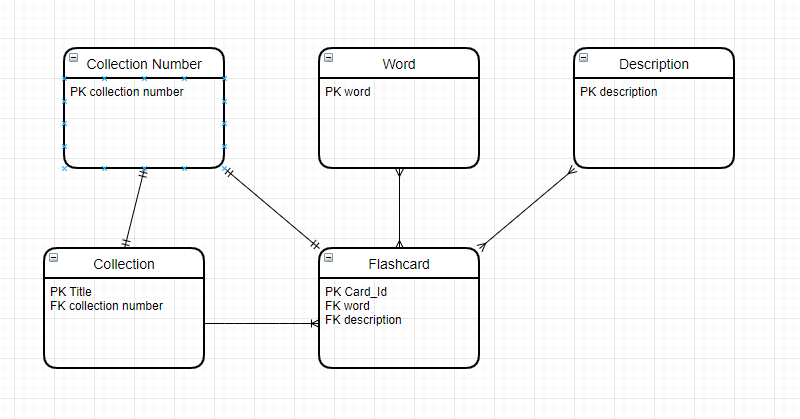 Collection Number
PK collection number
Word
PK word
Description
PK description
Collection
PK Title
FK collection number
Flashcard
PK Card_Id
FK word
FK description